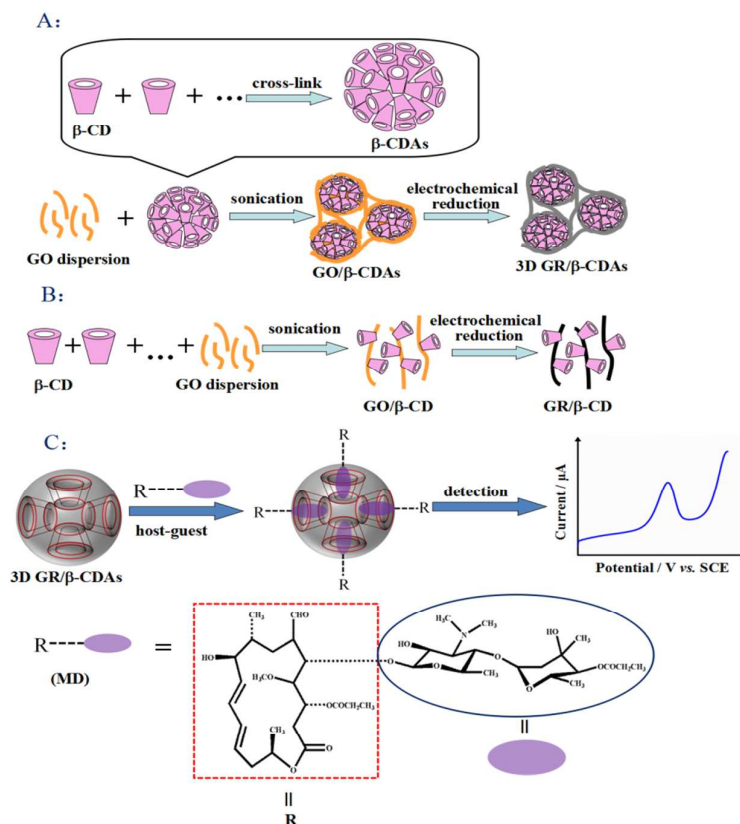 A:
β-CD
+
+
+ •••
cross-link
β-CDAs
GO dispersion
+
sonication
GO/β-CDAs
electrochemical
reduction
3D GR/β-CDAs
B:
β-CD
+
+ ••• +
GO dispersion
sonication
GO/β-CD
electrochemical
reduction
GR/β-CD
C:
3D GR/β-CDAs
R
host-guest
R
R
R
R
detection
Current / μA
Potential / V vs. SCE
R
(MD)
=
CH₃
CHO
HO
H₃CO
OCOCH₂CH₃
CH₃
O
O
O
H₃C
N
CH₃
HO
O
CH₃
O
HO
CH₃
OCOCH₂CH₃
O
CH₃
=
=
R